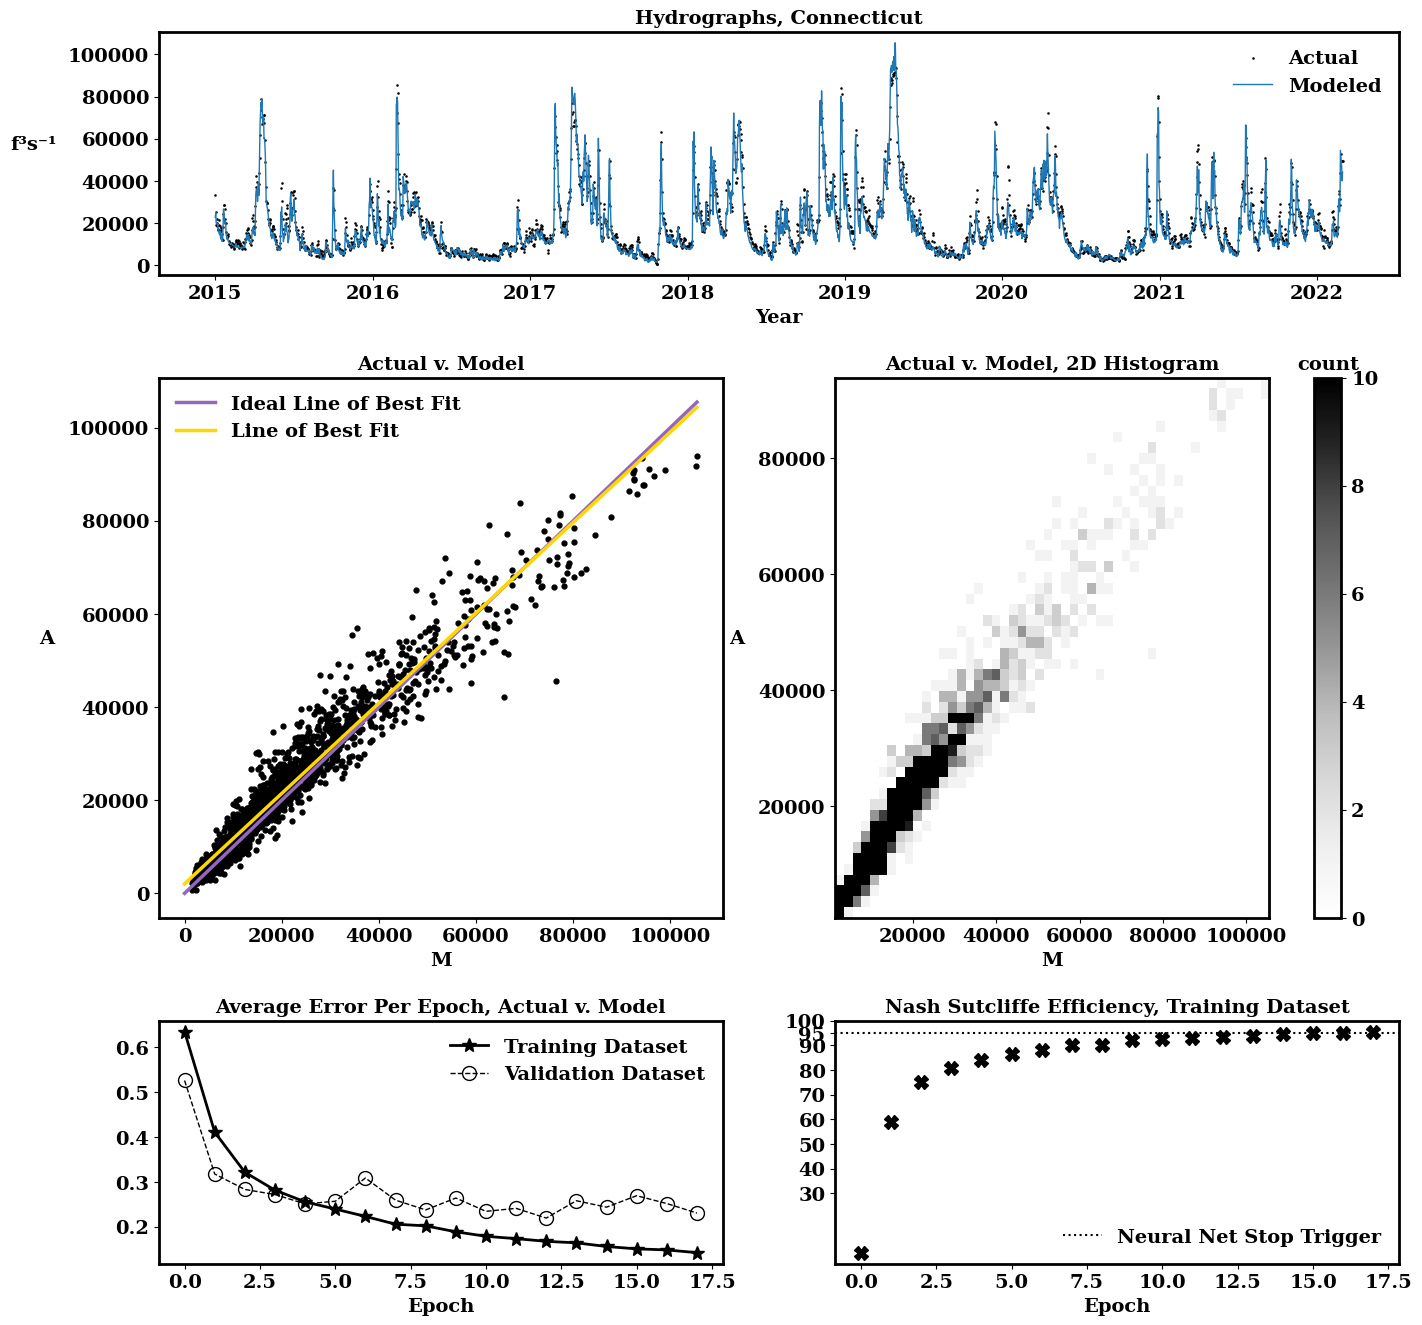 Hydrographs, Connecticut
100000
80000
60000
40000
20000
0
f³s⁻¹
Actual
Modeled
2015 2016 2017 2018 2019 2020 2021 2022
Year
Actual v. Model
Ideal Line of Best Fit
Line of Best Fit
100000
80000
60000
40000
20000
0
A
0 20000 40000 60000 80000 100000
M
Actual v. Model, 2D Histogram
80000
60000
40000
20000
A
20000 40000 60000 80000 100000
M
count
10
8
6
4
2
0
Average Error Per Epoch, Actual v. Model
Training Dataset
Validation Dataset
0.6
0.5
0.4
0.3
0.2
0.0 2.5 5.0 7.5 10.0 12.5 15.0 17.5
Epoch
Nash Sutcliffe Efficiency, Training Dataset
100
95
90
80
70
60
50
40
30
Neural Net Stop Trigger
0.0 2.5 5.0 7.5 10.0 12.5 15.0 17.5
Epoch